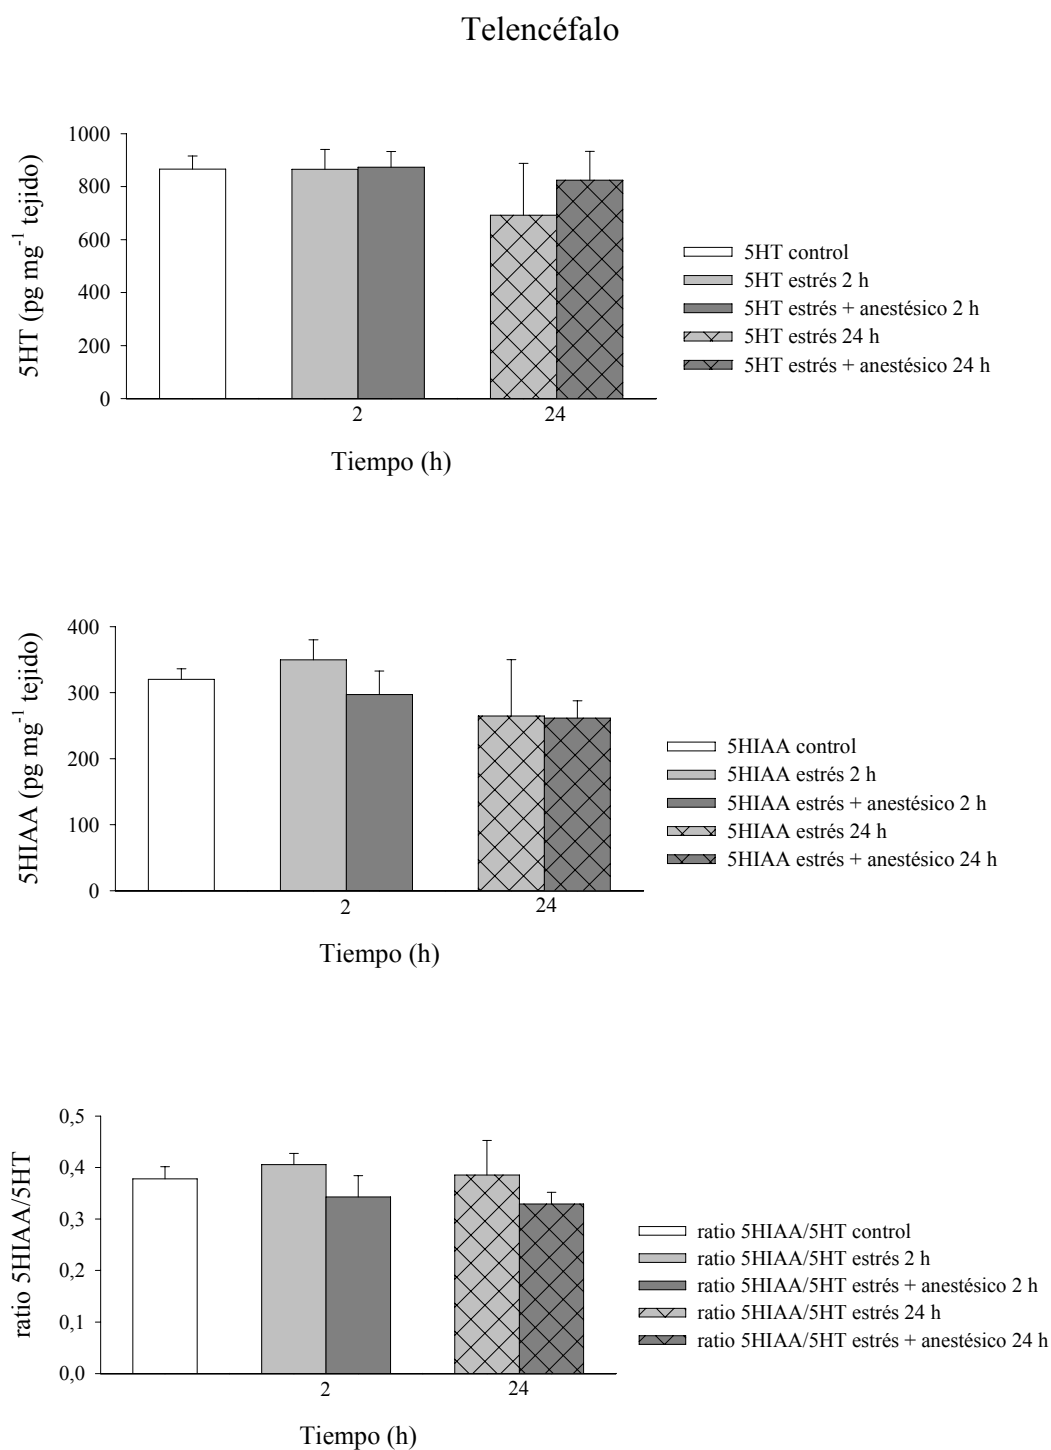 Telencéfalo
5HT (pg mg-1 tejido)
1000
800
600
400
200
0
2
24
Tiempo (h)
5HT control
5HT estrés 2 h
5HT estrés + anestésico 2 h
5HT estrés 24 h
5HT estrés + anestésico 24 h
5HIAA (pg mg-1 tejido)
400
300
200
100
0
2
24
Tiempo (h)
5HIAA control
5HIAA estrés 2 h
5HIAA estrés + anestésico 2 h
5HIAA estrés 24 h
5HIAA estrés + anestésico 24 h
ratio 5HIAA/5HT
0,5
0,4
0,3
0,2
0,1
0,0
2
24
Tiempo (h)
ratio 5HIAA/5HT control
ratio 5HIAA/5HT estrés 2 h
ratio 5HIAA/5HT estrés + anestésico 2 h
ratio 5HIAA/5HT estrés 24 h
ratio 5HIAA/5HT estrés + anestésico 24 h